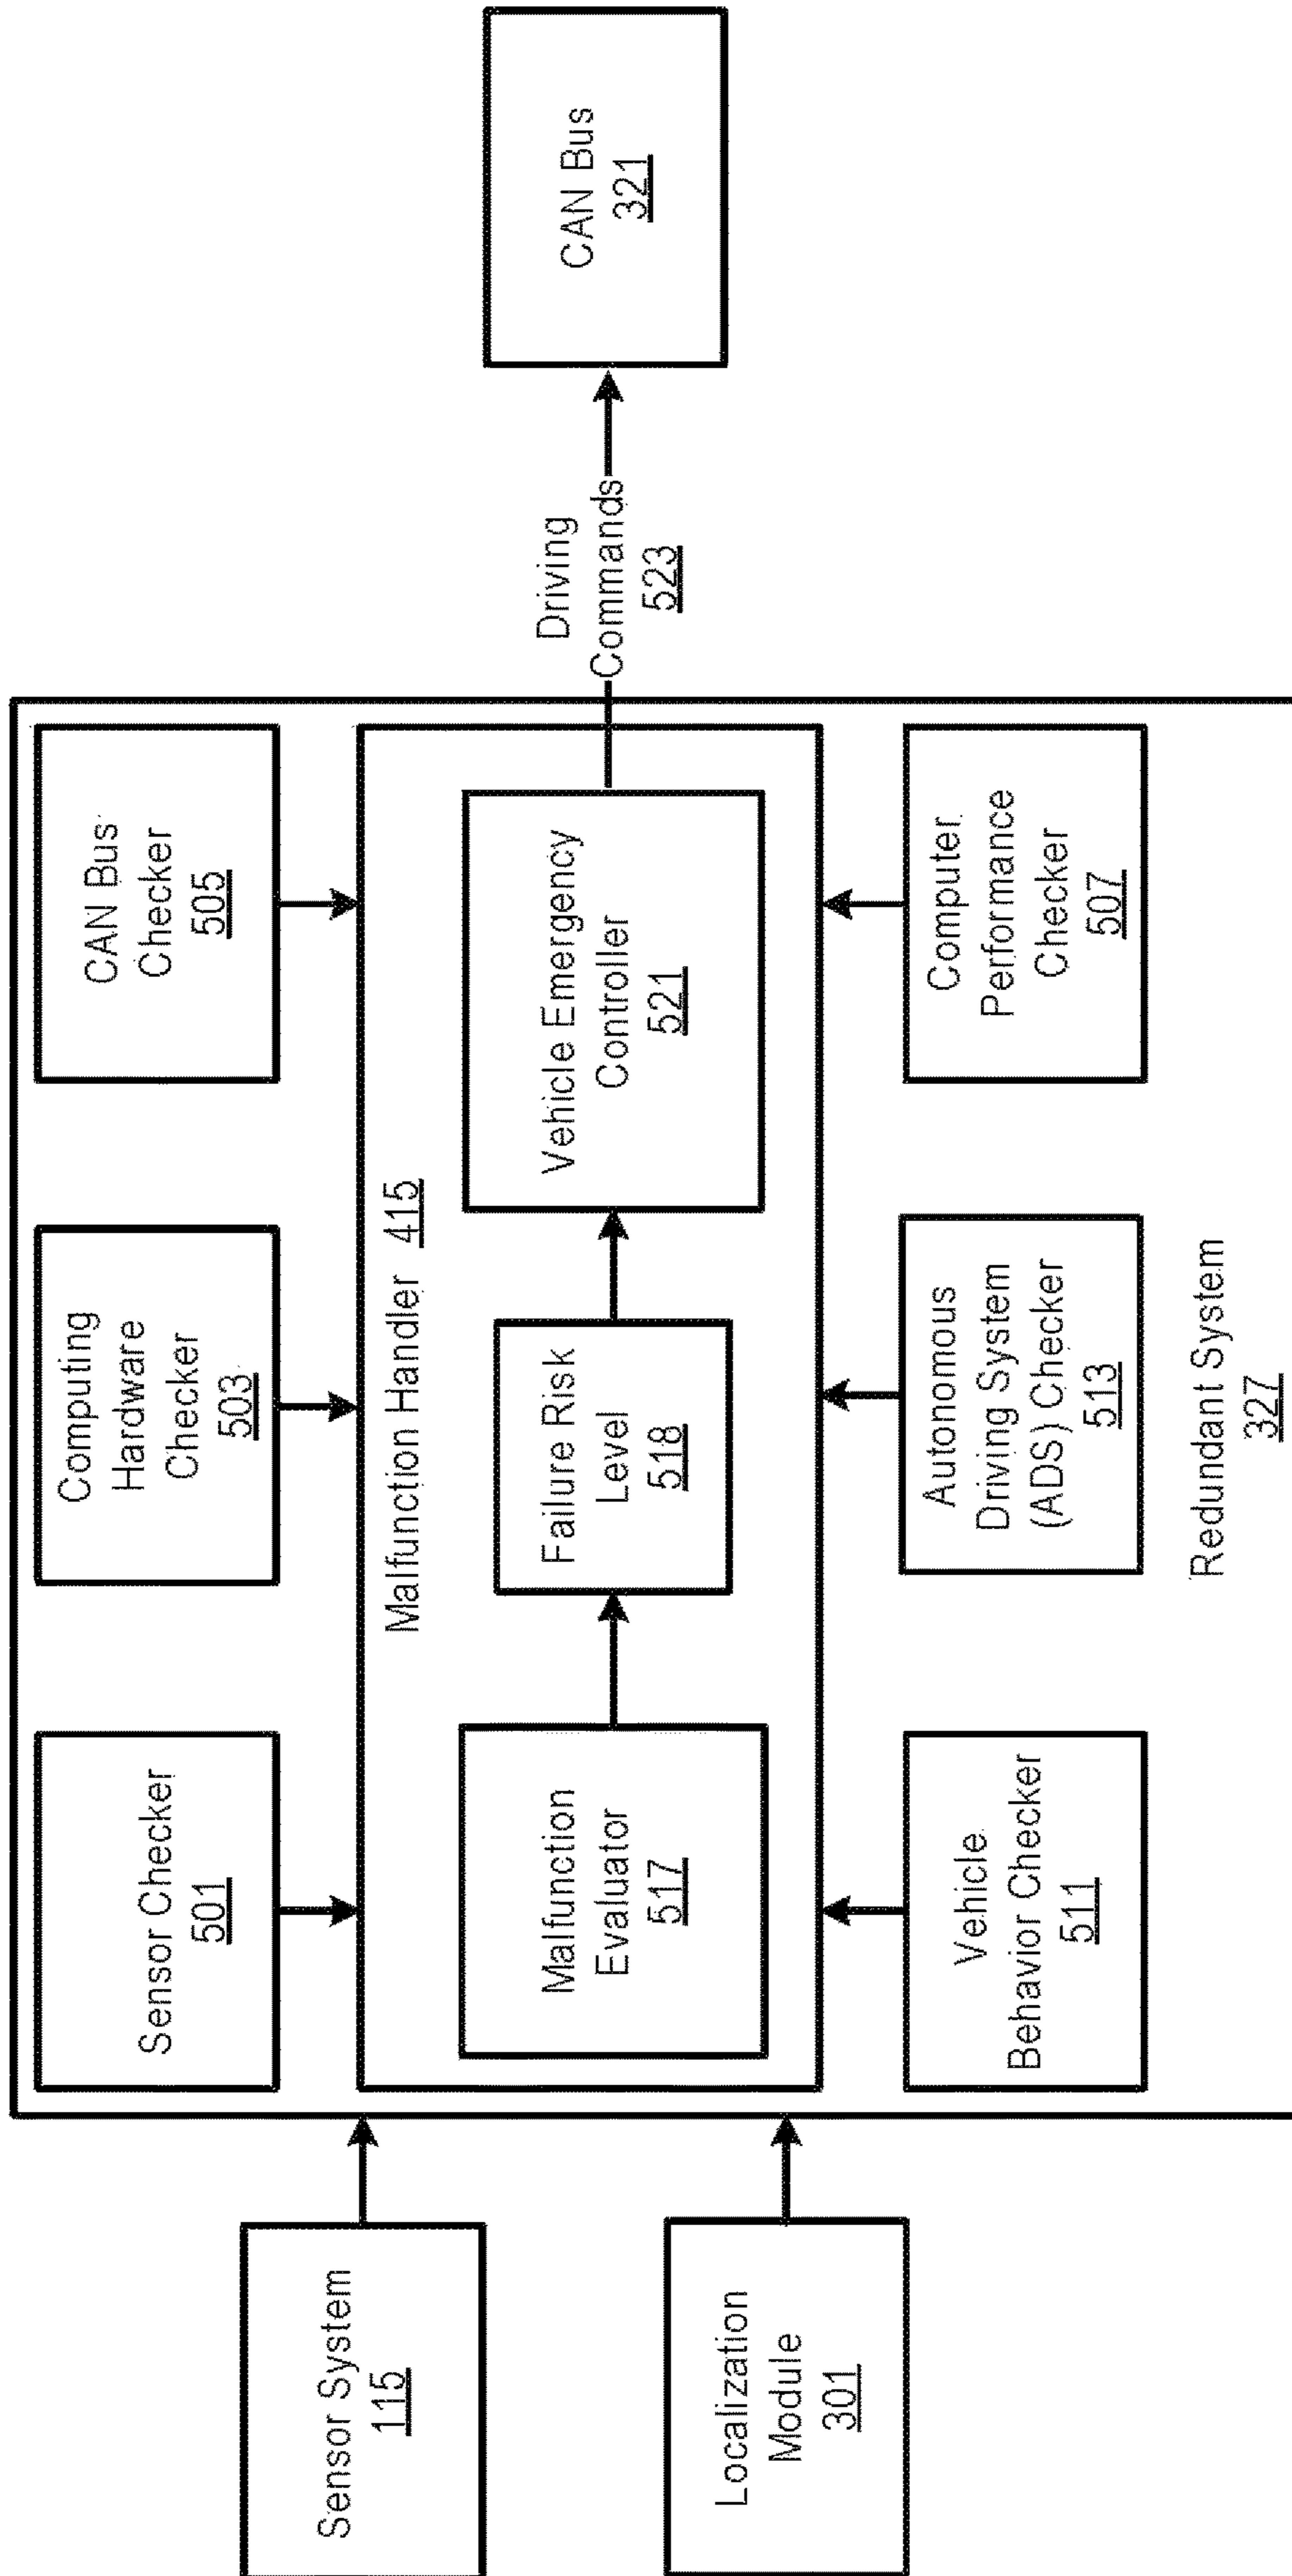 Sensor System
115
Localization
Module
301
Sensor Checker
501
Computing
Hardware
Checker
503
CAN Bus
Checker
505
Malfunction Handler 415
Malfunction
Evaluator
517
Failure Risk
Level
518
Vehicle Emergency
Controller
521
Vehicle
Behavior Checker
511
Autonomous
Driving System
(ADS) Checker
513
Computer
Performance
Checker
507
Redundant System
327
Driving
Commands
523
CAN Bus
321